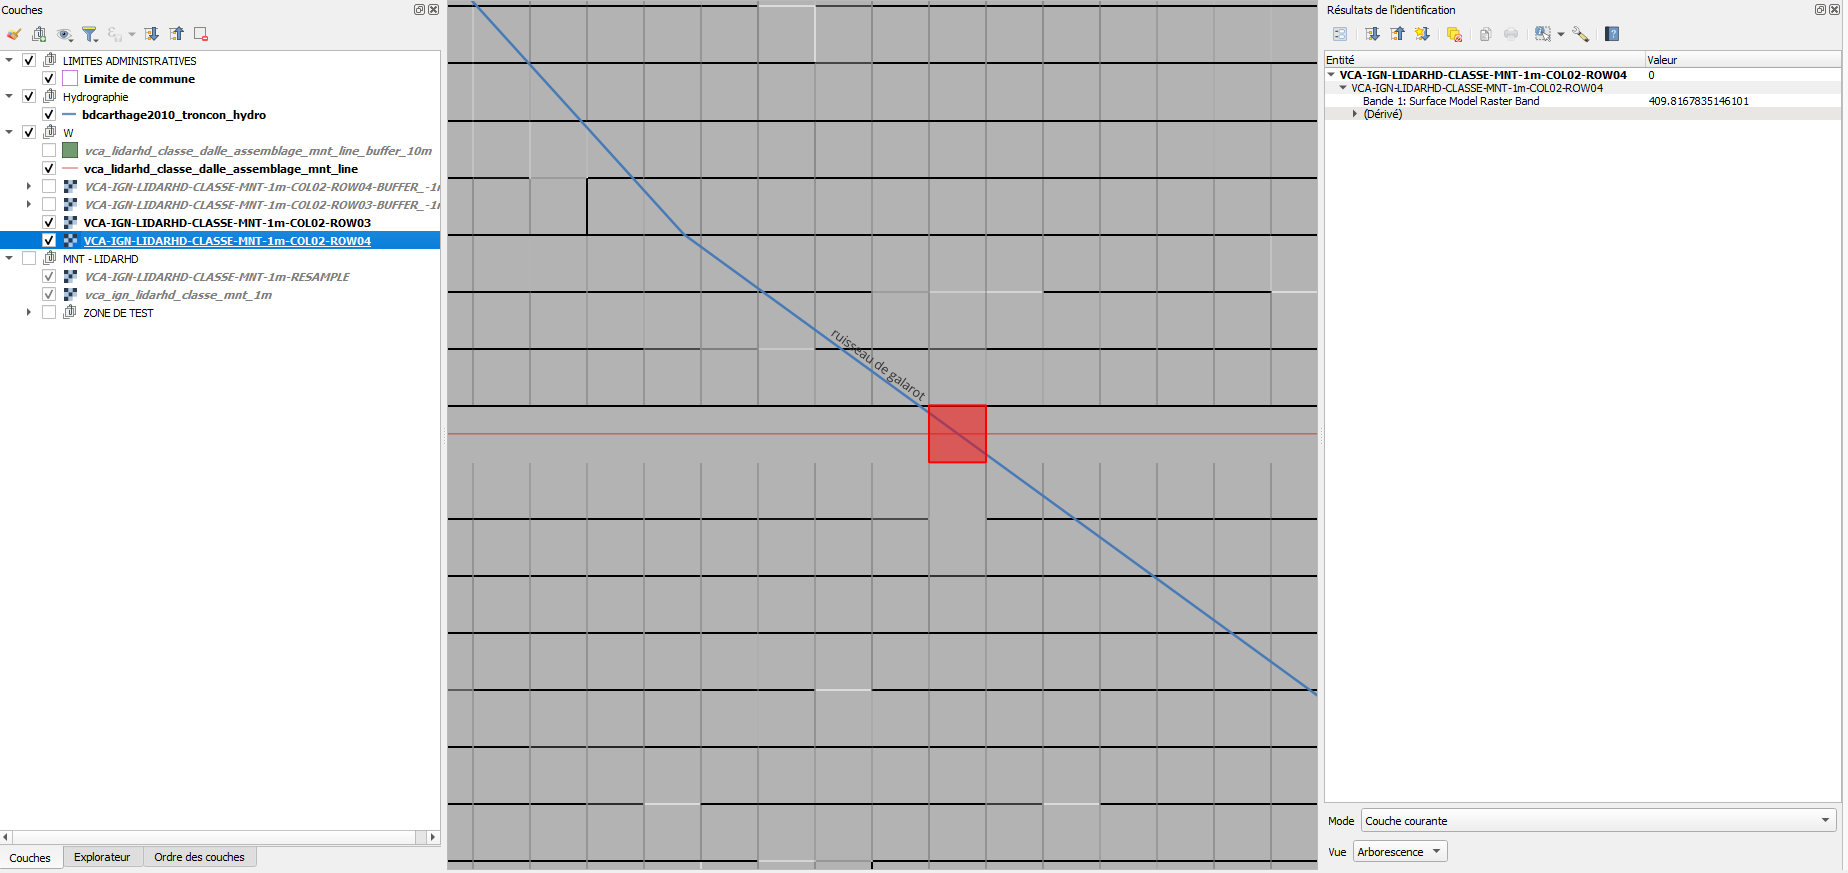 Couches
LIMITES ADMINISTRATIVES
Limite de commune
Hydrographie
bdcarthage2010_troncon_hydro
W
vca_lidarhd_classe_dalle_assemblage_mnt_line_buffer_10m
vca_lidarhd_classe_dalle_assemblage_mnt_line
VCA-IGN-LIDARHD-CLASSE-MNT-1m-COL02-ROW04-BUFFER_-1
VCA-IGN-LIDARHD-CLASSE-MNT-1m-COL02-ROW03-BUFFER_-1
VCA-IGN-LIDARHD-CLASSE-MNT-1m-COL02-ROW03
VCA-IGN-LIDARHD-CLASSE-MNT-1m-COL02-ROW04
MNT - LIDARHD
VCA-IGN-LIDARHD-CLASSE-MNT-1m-RESAMPLE
vca_ign_lidarhd_classe_mnt_1m
ZONE DE TEST
Couches Explorateur Ordre des couches
ruisseau de galarot
Résultats de l'identification
Entité Valeur
VCA-IGN-LIDARHD-CLASSE-MNT-1m-COL02-ROW04 0
VCA-IGN-LIDARHD-CLASSE-MNT-1m-COL02-ROW04
Bande 1: Surface Model Raster Band 409.8167835146101
(Dérivé)
Mode Couche courante
Vue Arborescence